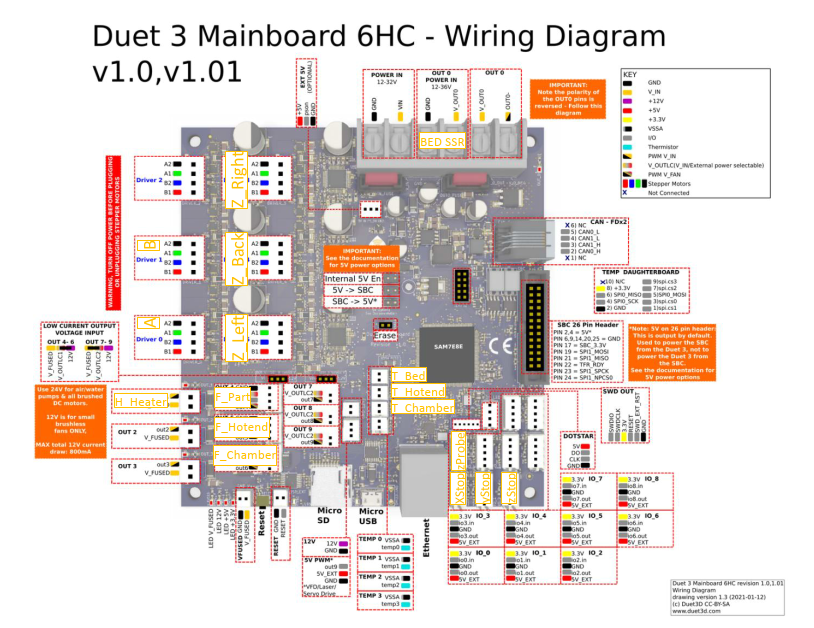 Duet 3 Mainboard 6HC - Wiring Diagram
v1.0,v1.01
EXT 5V
(OPTIONAL)
+5V
pson
GND
POWER IN
12-32V
GND
VIN
OUT 0
POWER IN
12-36V
GND
V_OUT0
OUT 0
V_OUT0
OUT0-
BED SSR
IMPORTANT:
Note the polarity of
the OUT0 pins is
reversed - Follow this
diagram
KEY
GND
V_IN
+12V
+5V
+3.3V
VSSA
I/O
Thermistor
PWM V_IN
V_OUTLC(V_IN/External power selectable)
PWM V_FAN
Stepper Motors
X Not Connected
WARNING, TURN OFF POWER BEFORE PLUGGING
OR UNPLUGGING STEPPER MOTORS
Driver 2
A2
A1
B2
B1
Z_Right
A2
A1
B2
B1
B
Driver 1
A2
A1
B2
B1
Z_Back
A2
A1
B2
B1
A
Driver 0
A2
A1
B2
B1
Z_Left
A2
A1
B2
B1
IMPORTANT:
See the documentation
for 5V power options
Internal 5V En
5V -> SBC
SBC -> 5V*
Erase
SAM7E8E
CAN - FDx2
X 6) NC
5) CAN0_L
4) CAN1_L
3) CAN1_H
2) CAN0_H
X 1) NC
TEMP DAUGHTERBOARD
X10) N/C
8) +3.3V
6) SPI0_MISO
4) SPI0_SCK
2) GND
9)spi.cs3
7)spi.cs2
5)SPI0_MOSI
3)spi.cs0
1)spi.cs1
SBC 26 Pin Header
PIN 2,4 = 5V*
PIN 6,9,14,20,25 = GND
PIN 17 = SBC_3.3V
PIN 19 = SPI1_MOSI
PIN 21 = SPI1_MISO
PIN 22 = TFR_RDY
PIN 23 = SPI1_SPCK
PIN 24 = SPI1_NPCS0
*Note: 5V on 26 pin header:
This is output by default.
Used to power the SBC
from the Duet 3, not to
power the Duet 3 from
the SBC.
See the documentation for
5V power options
LOW CURRENT OUTPUT
VOLTAGE INPUT
OUT 4- 6
OUT 7- 9
V_FUSED
V_OUTLC1
12V
V_FUSED
V_OUTLC2
12V
Use 24V for air/water
pumps & all brushed
DC motors.
12V is for small
brushless
fans ONLY.
MAX total 12V current
draw: 800mA
H_Heater
OUT 2
out2
V_FUSED
OUT 3
out3
V_FUSED
F_Part
F_Hotend
F_Chamber
out6
OUT 7
V_OUTLC2
out7
OUT 8
V_OUTLC2
out8
OUT 9
V_OUTLC2
out9
T_Bed
T_Hotend
T_Chamber
XStop
zProbe
yStop
zStop
SWD OUT
SWDIO
SWDCLK
3.3V
RESET
SWD_EXT_RST
GND
DOTSTAR
5V
DO
CLK
GND
LED V_FUSED
LED 12V
LED +5V
LED +3.3V
VFUSED
GND
V_FUSED
Reset
RESET
GND
RESET
Micro
SD
Micro
USB
Ethernet
12V
12V
GND
5V PWM*
out9
5V_EXT
GND
*VFD/Laser/
Servo Drive
TEMP 0 VSSA
temp0
TEMP 1 VSSA
temp1
TEMP 2 VSSA
temp2
TEMP 3 VSSA
temp3
3.3V IO_7
io7.in
GND
io7.out
5V_EXT
3.3V IO_8
io8.in
GND
io8.out
5V_EXT
3.3V IO_3
io3.in
GND
io3.out
5V_EXT
3.3V IO_4
io4.in
GND
io4.out
5V_EXT
3.3V IO_5
io5.in
GND
io5.out
5V_EXT
3.3V IO_6
io6.in
GND
io6.out
5V_EXT
3.3V IO_0
io0.in
GND
io0.out
5V_EXT
3.3V IO_1
io1.in
GND
io1.out
5V_EXT
3.3V IO_2
io2.in
GND
io2.out
5V_EXT
Duet 3 Mainboard 6HC revision 1.0,1.01
Wiring Diagram
drawing version 1.3 (2021-01-12)
(c) Duet3D CC-BY-SA
www.duet3d.com